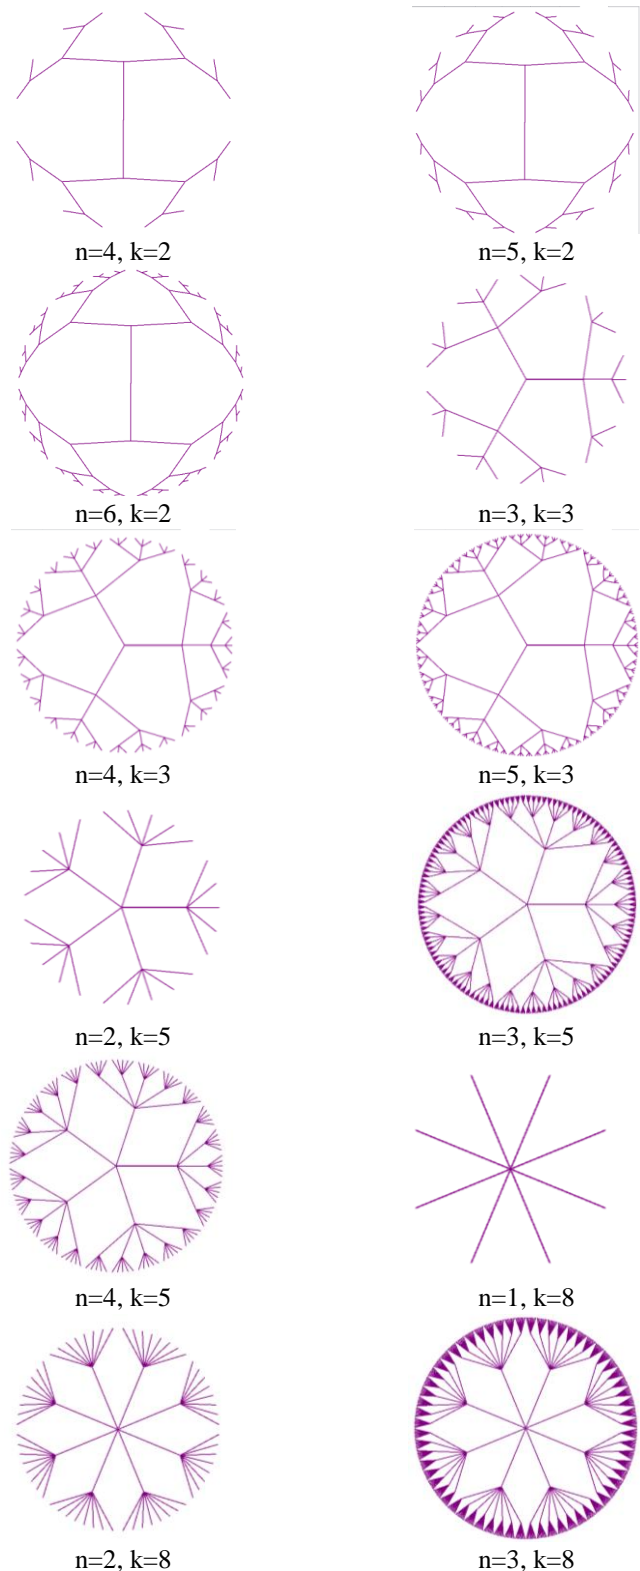 n=4, k=2
n=5, k=2
n=6, k=2
n=3, k=3
n=4, k=3
n=5, k=3
n=2, k=5
n=3, k=5
n=4, k=5
n=1, k=8
n=2, k=8
n=3, k=8